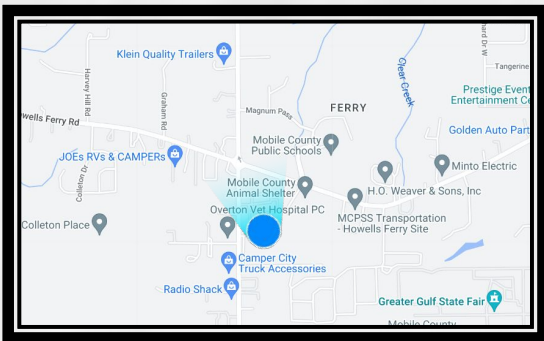 Klein Quality Trailers
hard Dr W
Tangerine
Harvey Hill Rd
Graham Rd
Clear Creek
Prestige Event
Entertainment Ce
Magnum Pass
FERRY
owells Ferry Rd
Golden Auto Part
Mobile County
Public Schools
JOEs RVs & CAMPERs
Minto Electric
Colleton Dr
Mobile County
Animal Shelter
H.O. Weaver & Sons, Inc
Overton Vet Hospital PC
Colleton Place
MCPSS Transportation
- Howells Ferry Site
Camper City
Truck Accessories
Radio Shack
Greater Gulf State Fair
Mobile County